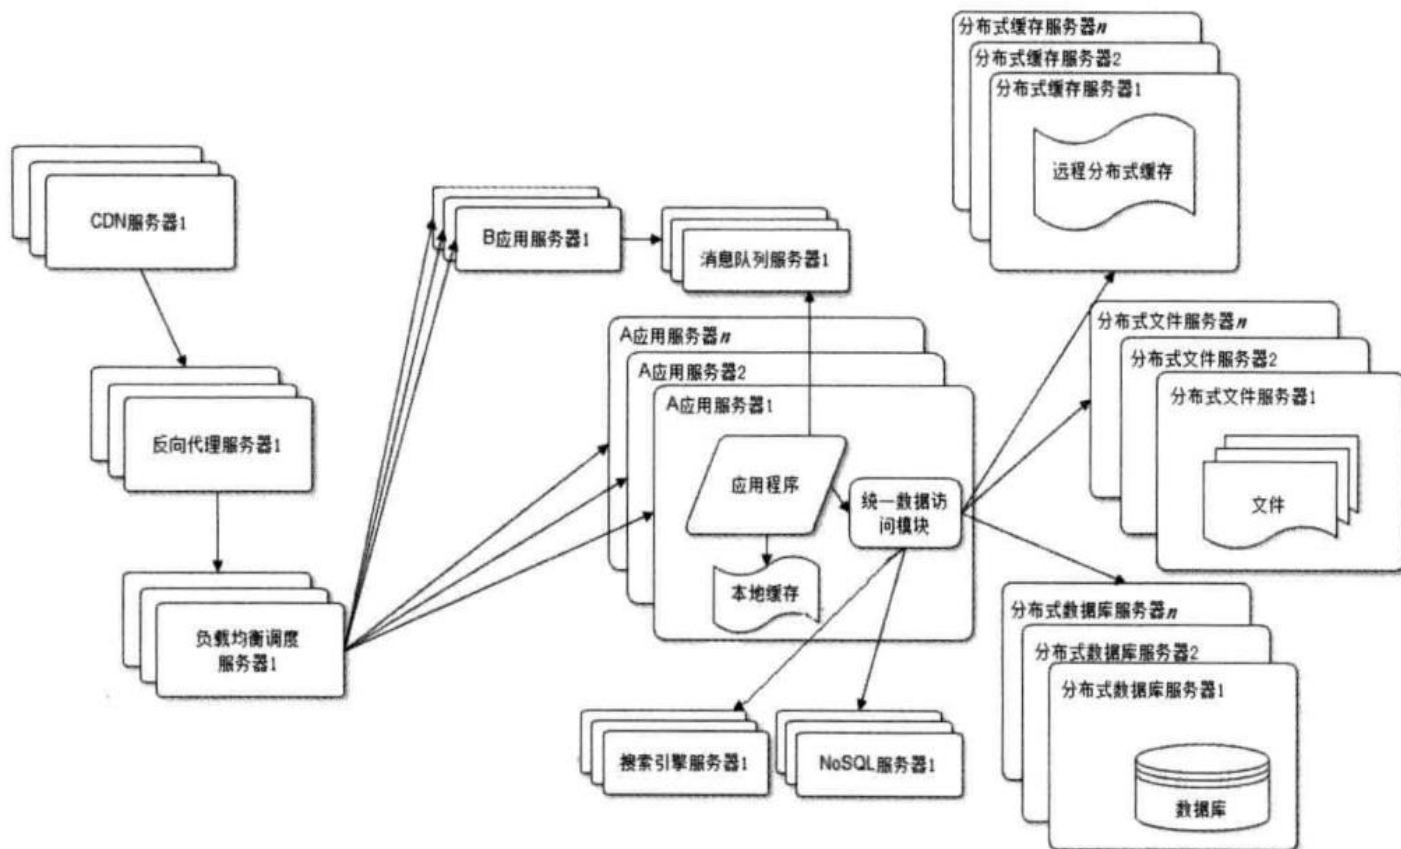 分布式缓存服务器n
分布式缓存服务器2
分布式缓存服务器1
远程分布式缓存
CDN服务器1
B应用服务器1
消息队列服务器1
A应用服务器n
A应用服务器2
A应用服务器1
分布式文件服务器n
分布式文件服务器2
分布式文件服务器1
反向代理服务器1
应用程序
统一数据访
问模块
文件
本地缓存
负载均衡调度
服务器1
分布式数据库服务器n
分布式数据库服务器2
分布式数据库服务器1
搜索引擎服务器1
NoSQL服务器1
数据库